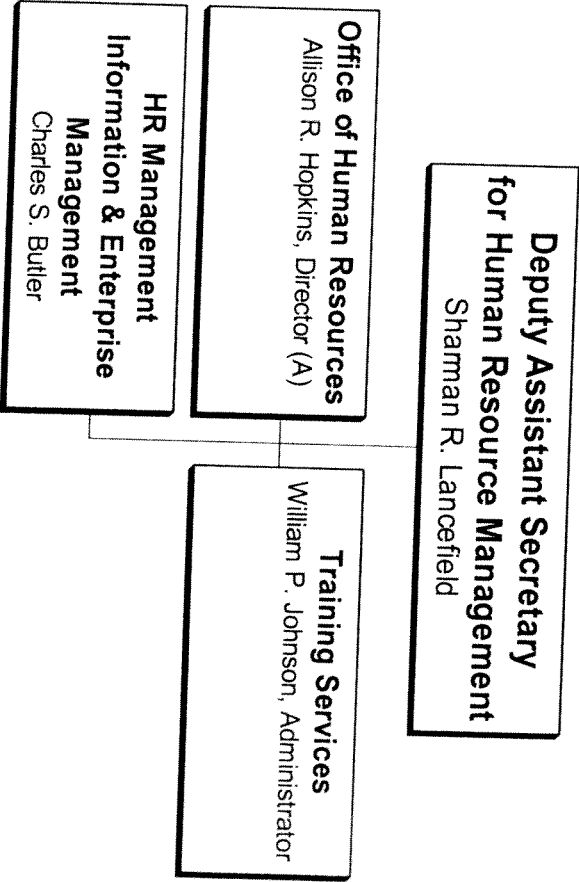 Deputy Assistant Secretary
for Human Resource Management
Sharman R. Lancefield
Office of Human Resources
Allison R. Hopkins, Director (A)
Training Services
William P. Johnson, Administrator
HR Management
Information & Enterprise
Management
Charles S. Butler